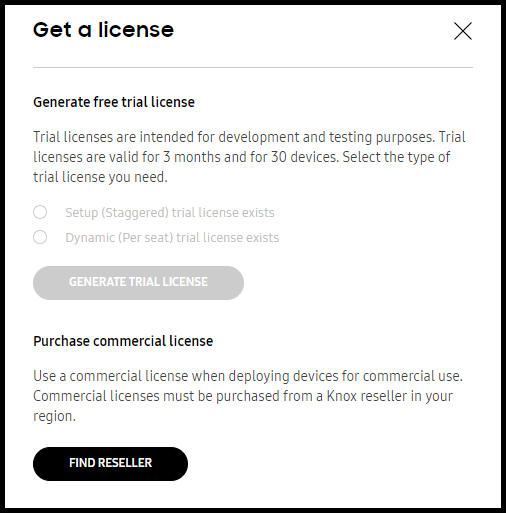 Get a license
Generate free trial license
Trial licenses are intended for development and testing purposes. Trial
licenses are valid for 3 months and for 30 devices. Select the type of
trial license you need.
Setup (Staggered) trial license exists
Dynamic (Per seat) trial license exists
GENERATE TRIAL LICENSE
Purchase commercial license
Use a commercial license when deploying devices for commercial use.
Commercial licenses must be purchased from a Knox reseller in your
region.
FIND RESELLER